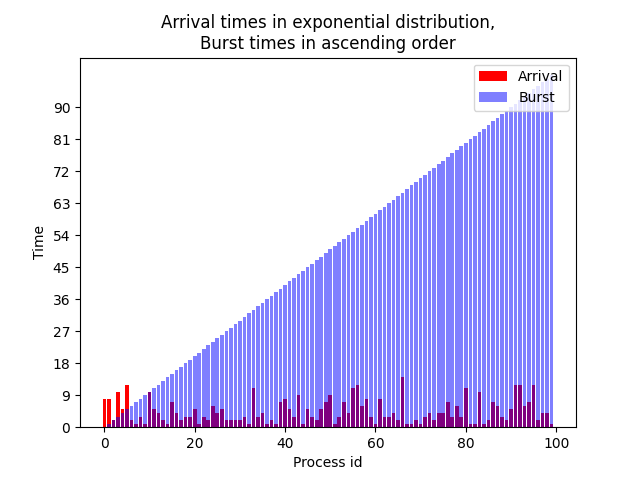 Arrival times in exponential distribution,
Burst times in ascending order
Arrival
Burst
90
81
72
63
54
45
36
27
18
9
0
Time
0 20 40 60 80 100
Process id